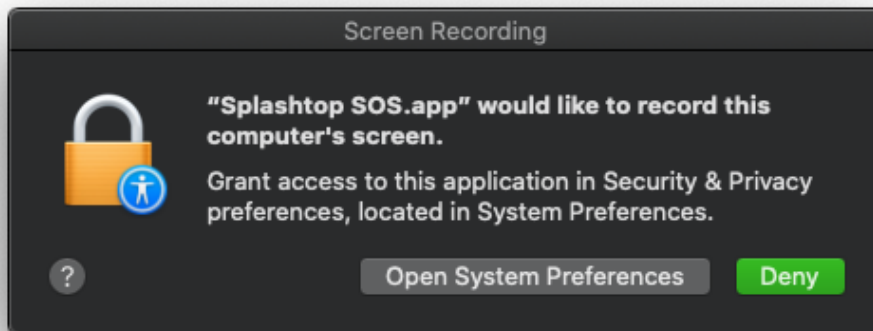 Screen Recording
“Splashtop SOS.app” would like to record this
computer's screen.
Grant access to this application in Security & Privacy
preferences, located in System Preferences.
?
Open System Preferences
Deny